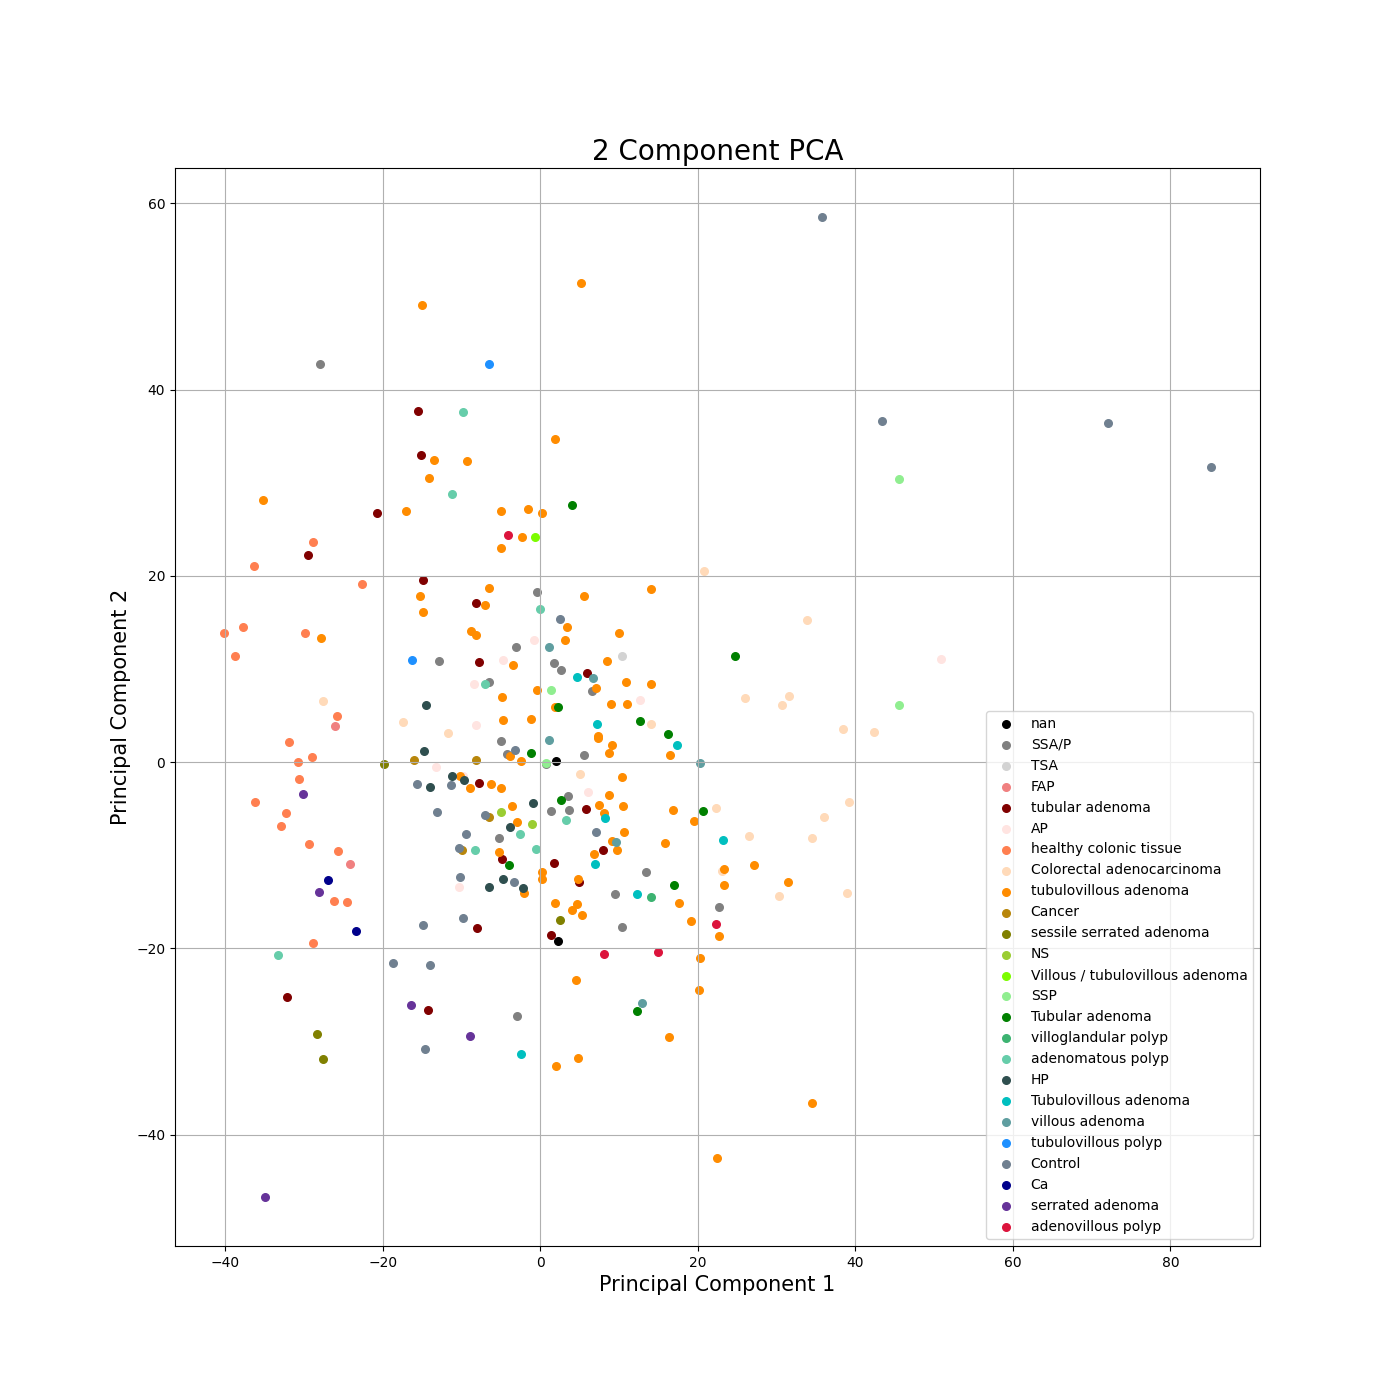 2 Component PCA
60
40
20
0
−20
−40
Principal Component 2
−40
−20
0
20
40
60
80
Principal Component 1
nan
SSA/P
TSA
FAP
tubular adenoma
AP
healthy colonic tissue
Colorectal adenocarcinoma
tubulovillous adenoma
Cancer
sessile serrated adenoma
NS
Villous / tubulovillous adenoma
SSP
Tubular adenoma
villoglandular polyp
adenomatous polyp
HP
Tubulovillous adenoma
villous adenoma
tubulovillous polyp
Control
Ca
serrated adenoma
adenovillous polyp